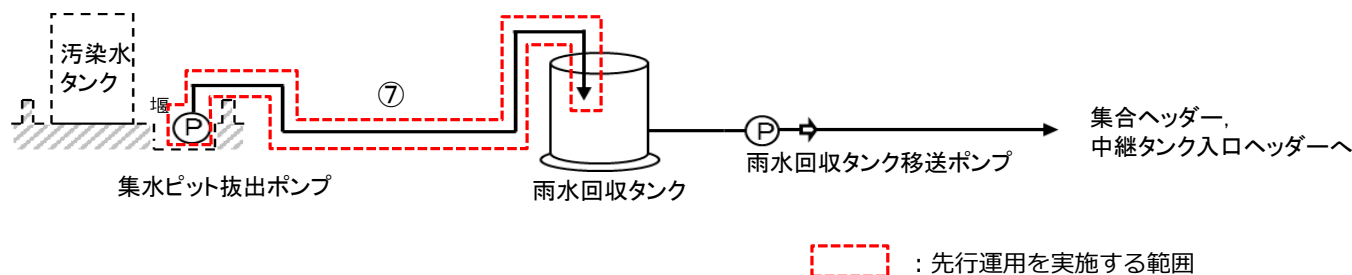 汚染水
タンク
堰
P
集水ピット抜出ポンプ
⑦
雨水回収タンク
P
雨水回収タンク移送ポンプ
集合ヘッダー,
中継タンク入口ヘッダーへ
：先行運用を実施する範囲